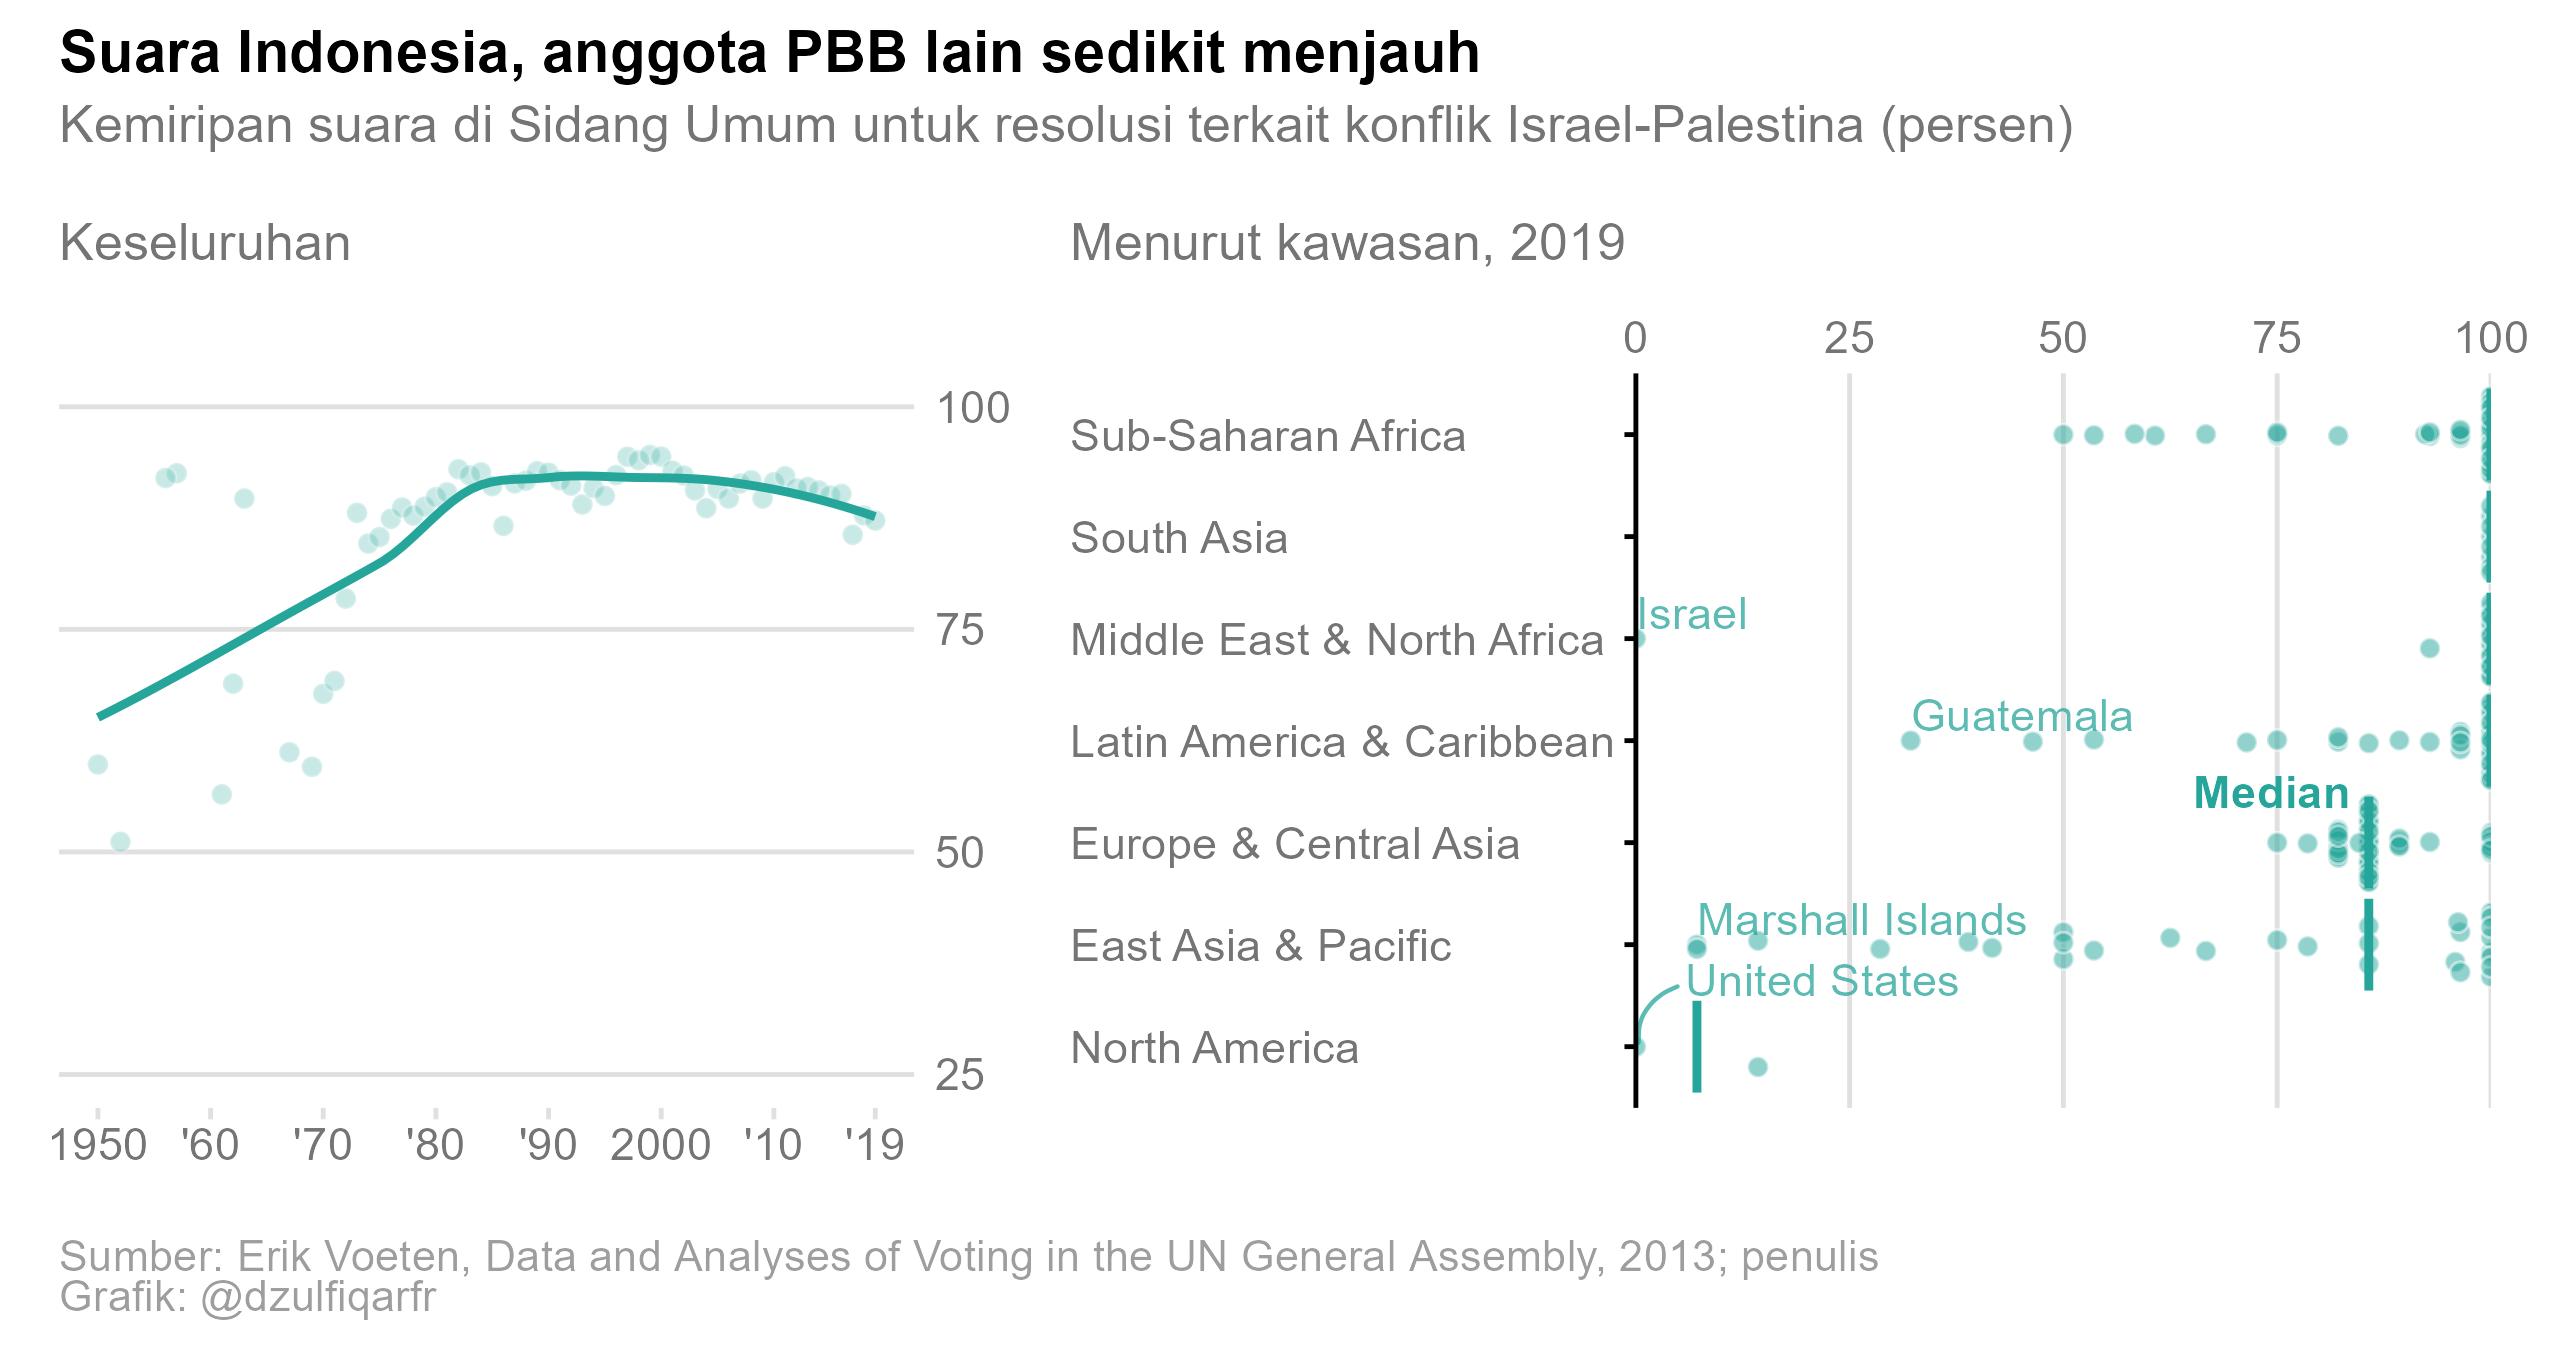 Suara Indonesia, anggota PBB lain sedikit menjauh
Kemiripan suara di Sidang Umum untuk resolusi terkait konflik Israel-Palestina (persen)
Keseluruhan
100
75
50
25
1950 '60 '70 '80 '90 2000 '10 '19
Menurut kawasan, 2019
0 25 50 75 100
Sub-Saharan Africa
South Asia
Israel
Middle East & North Africa
Guatemala
Latin America & Caribbean
Median
Europe & Central Asia
Marshall Islands
East Asia & Pacific
United States
North America
Sumber: Erik Voeten, Data and Analyses of Voting in the UN General Assembly, 2013; penulis
Grafik: @dzulfiqarfr